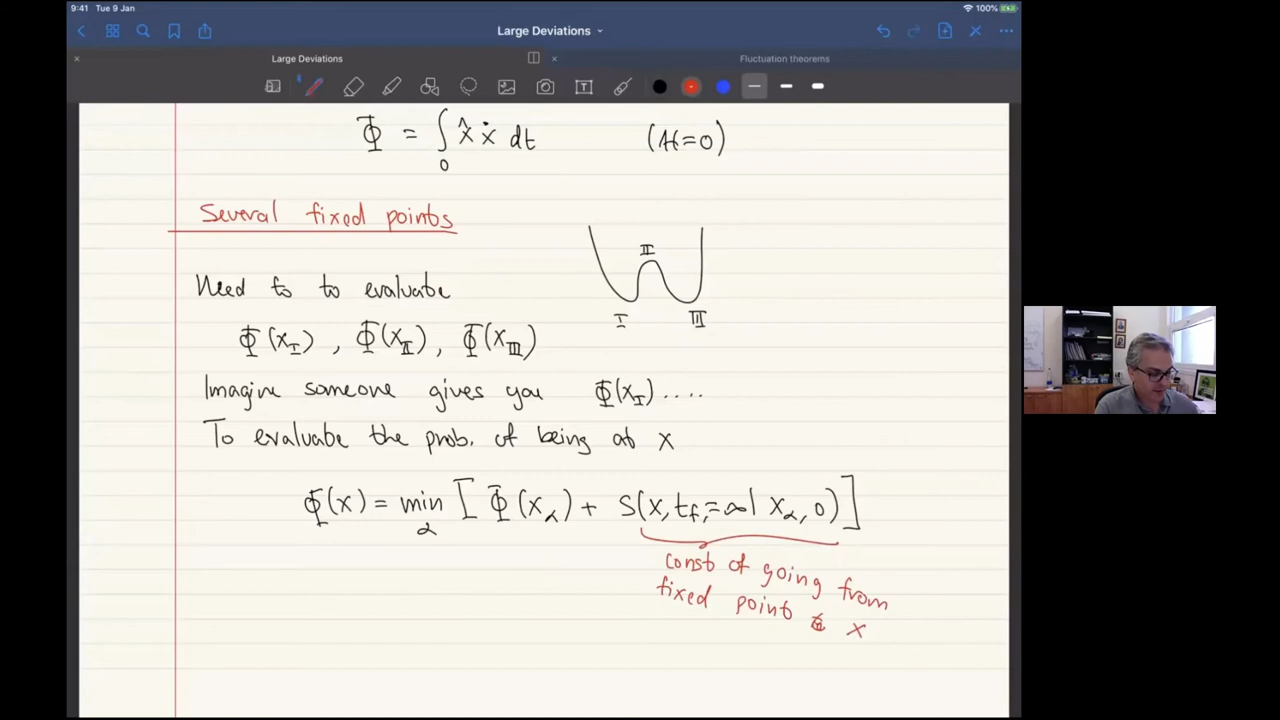 9:41 Tue 9 Jan
100%
Large Deviations
Large Deviations
Fluctuation theorems
Φ = ∫₀ x̂ ẋ dt (H=0)
Several fixed points
II
Need to to evaluate
I III
Φ(x_I), Φ(x_II), Φ(x_III)
Imagine someone gives you Φ(x_I)....
To evaluate the prob. of being at x
Φ(x) = min_α [ Φ(x_α) + S(x, t_f = ∞ | x_α, 0) ]
const of going from
fixed point x